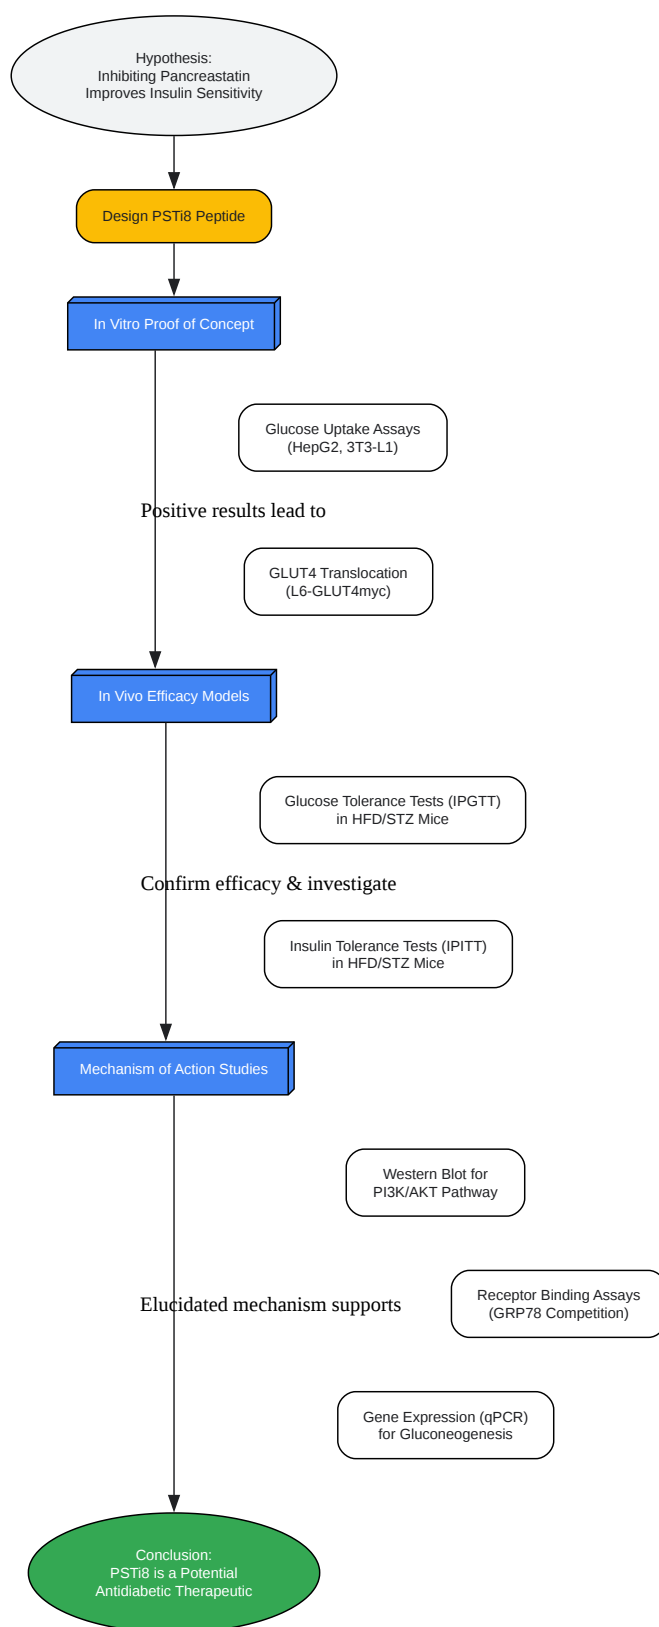 Hypothesis:
Inhibiting Pancreastatin
Improves Insulin Sensitivity
Design PSTi8 Peptide
In Vitro Proof of Concept
Glucose Uptake Assays
(HepG2, 3T3-L1)
Positive results lead to
GLUT4 Translocation
(L6-GLUT4myc)
In Vivo Efficacy Models
Glucose Tolerance Tests (IPGTT)
in HFD/STZ Mice
Confirm efficacy & investigate
Insulin Tolerance Tests (IPITT)
in HFD/STZ Mice
Mechanism of Action Studies
Western Blot for
PI3K/AKT Pathway
Receptor Binding Assays
(GRP78 Competition)
Elucidated mechanism supports
Gene Expression (qPCR)
for Gluconeogenesis
Conclusion:
PSTi8 is a Potential
Antidiabetic Therapeutic